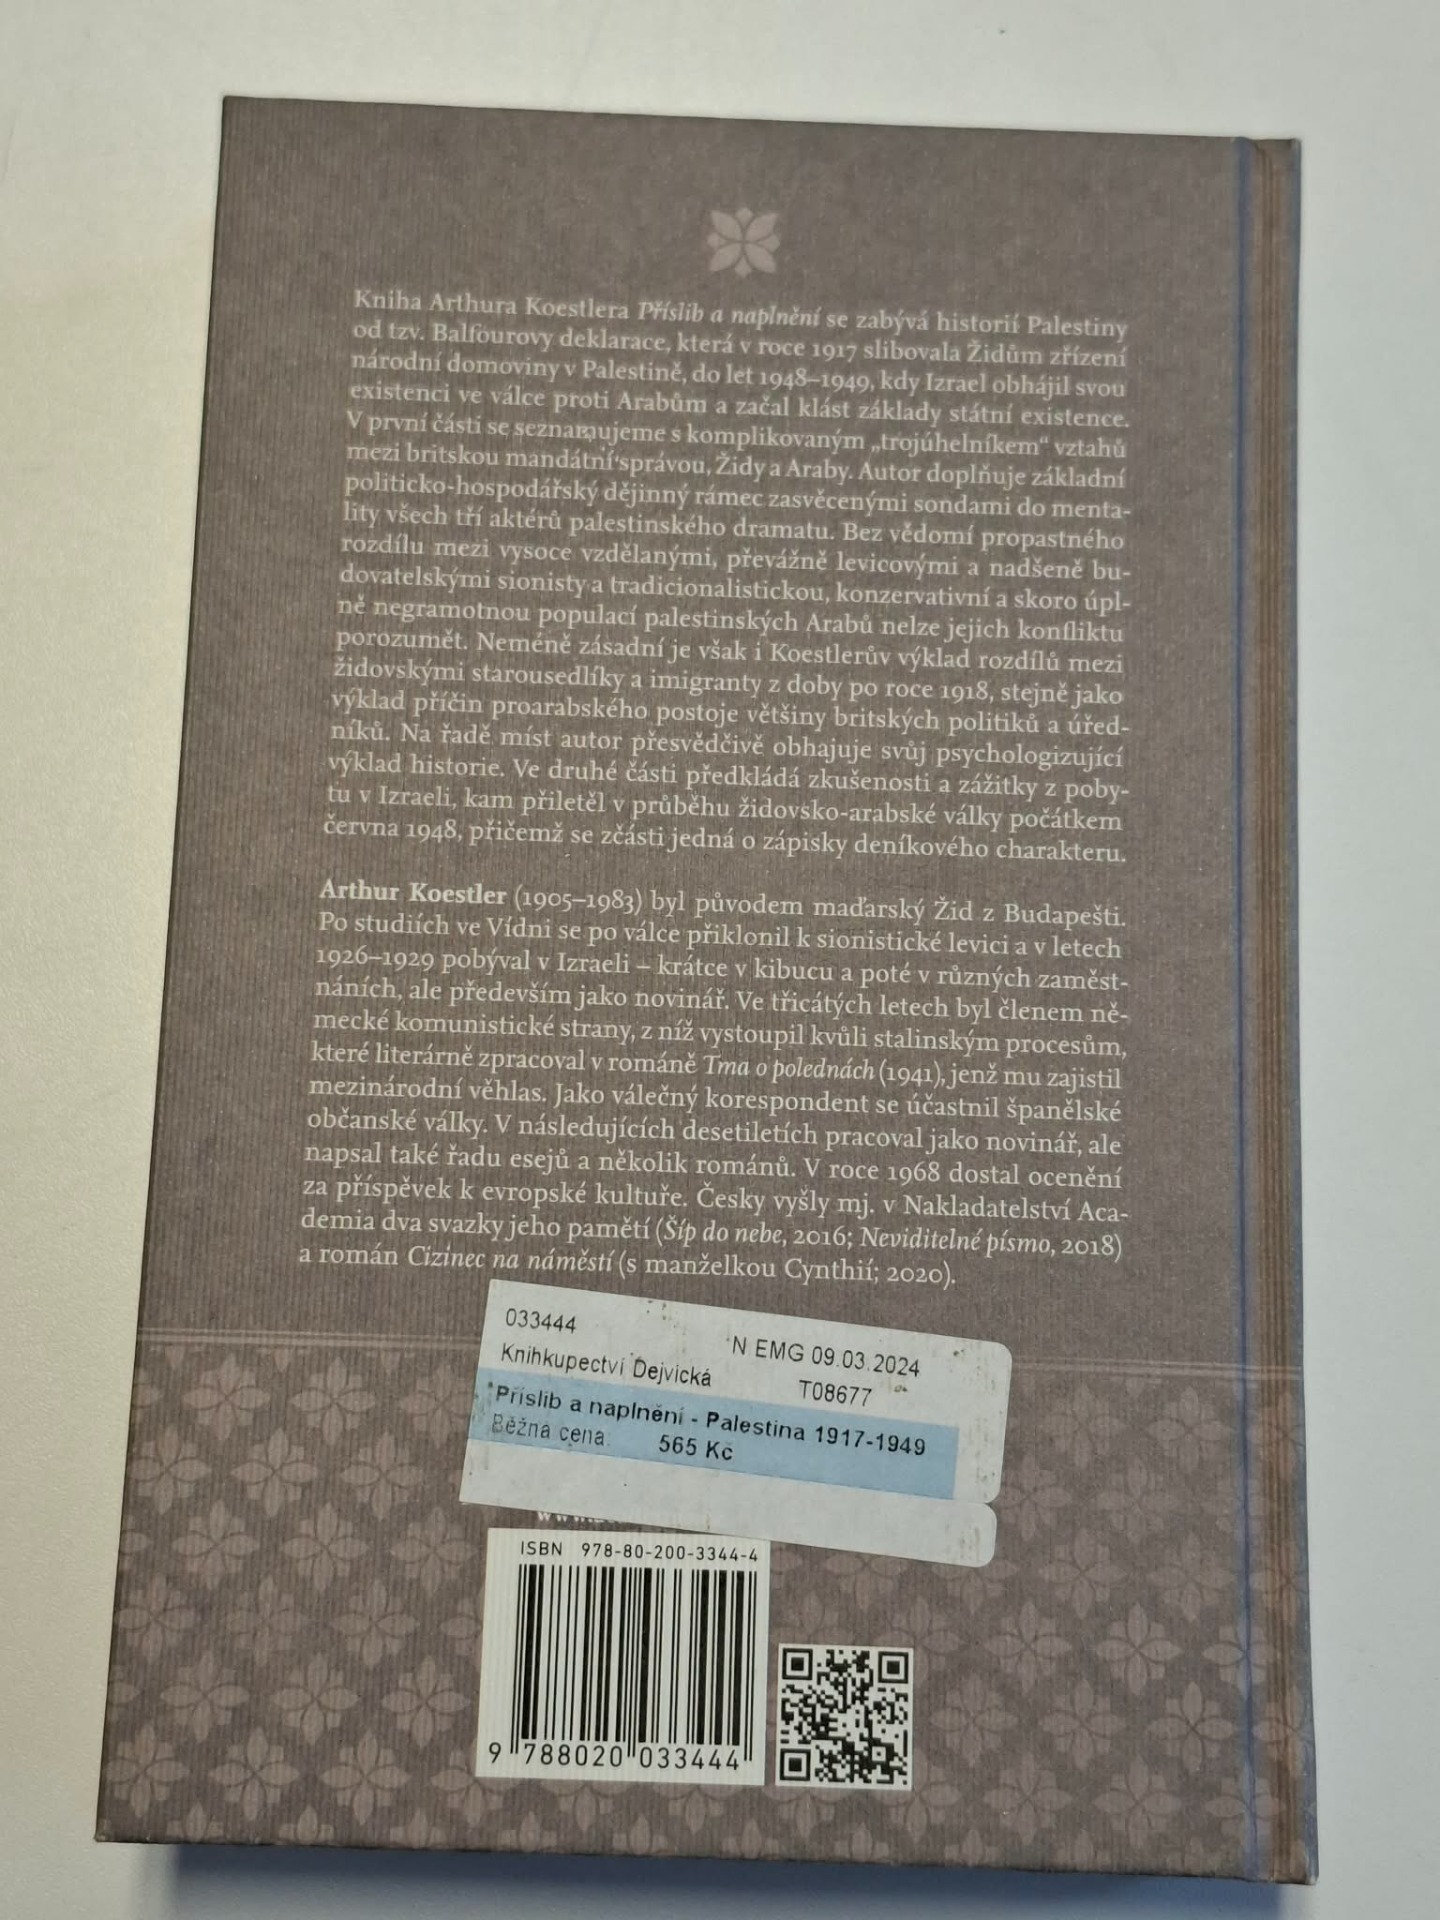 Kniha Arthura Koestlera Příslib a naplnění se zabývá historií Palestiny
od tzv. Balfourovy deklarace, která v roce 1917 slibovala Židům zřízení
národní domoviny v Palestině, do let 1948–1949, kdy Izrael obhájil svou
existenci ve válce proti Arabům a začal klást základy státní existence.
V první části se seznamujeme s komplikovaným „trojúhelníkem“ vztahů
mezi britskou mandátní správou, Židy a Araby. Autor doplňuje základní
politicko-hospodářský dějinný rámec zasvěcenými sondami do menta-
lity všech tří aktérů palestinského dramatu. Bez vědomí propastného
rozdílu mezi vysoce vzdělanými, převážně levicovými a nadšeně bu-
dovatelskými sionisty a tradicionalistickou, konzervativní a skoro úpl-
ně negramotnou populací palestinských Arabů nelze jejich konfliktu
porozumět. Neméně zásadní je však i Koestlerův výklad rozdílů mezi
židovskými starousedlíky a imigranty z doby po roce 1918, stejně jako
výklad příčin proarabského postoje většiny britských politiků a úřed-
níků. Na řadě míst autor přesvědčivě obhajuje svůj psychologizující
výklad historie. Ve druhé části předkládá zkušenosti a zážitky z poby-
tu v Izraeli, kam přiletěl v průběhu židovsko-arabské války počátkem
června 1948, přičemž se zčásti jedná o zápisky deníkového charakteru.
Arthur Koestler (1905–1983) byl původem maďarský Žid z Budapešti.
Po studiích ve Vídni se po válce přiklonil k sionistické levici a v letech
1926–1929 pobýval v Izraeli – krátce v kibucu a poté v různých zaměst-
náních, ale především jako novinář. Ve třicátých letech byl členem ně-
mecké komunistické strany, z níž vystoupil kvůli stalinským procesům,
které literárně zpracoval v románě Tma o polednách (1941), jenž mu zajistil
mezinárodní věhlas. Jako válečný korespondent se účastnil španělské
občanské války. V následujících desetiletích pracoval jako novinář, ale
napsal také řadu esejů a několik románů. V roce 1968 dostal ocenění
za příspěvek k evropské kultuře. Česky vyšly mj. v Nakladatelství Aca-
demia dva svazky jeho pamětí (Šíp do nebe, 2016; Neviditelné písmo, 2018)
a román Cizinec na náměstí (s manželkou Cynthií; 2020).
033444 N EMG 09.03.2024
Knihkupectví Dejvická T08677
Příslib a naplnění - Palestina 1917-1949
Běžná cena 565 Kč
ISBN 978-80-200-3344-4
9 788020 033444